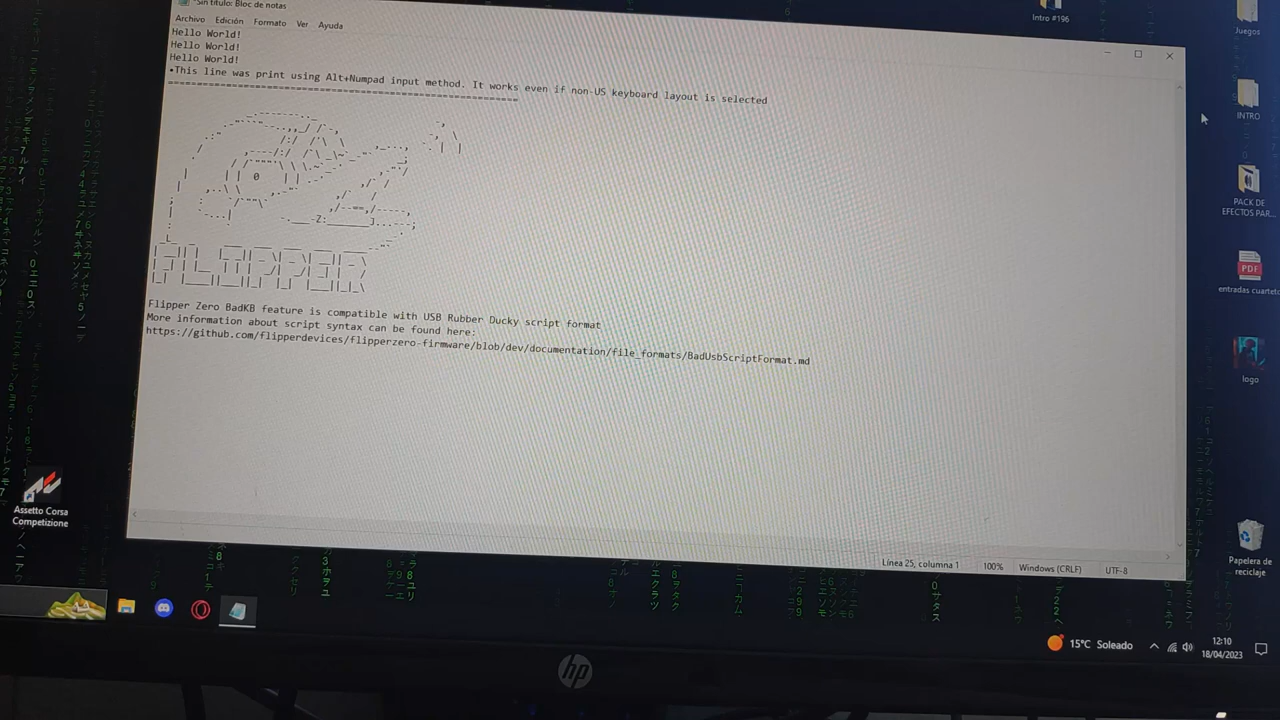 *Sin título: Bloc de notas
Archivo Edición Formato Ver Ayuda
Hello World!
Hello World!
Hello World!
•This line was print using Alt+Numpad input method. It works even if non-US keyboard layout is selected
Flipper Zero BadKB feature is compatible with USB Rubber Ducky script format
More information about script syntax can be found here:
https://github.com/flipperdevices/flipperzero-firmware/blob/dev/documentation/file_formats/BadUsbScriptFormat.md
Línea 25, columna 1 100% Windows (CRLF) UTF-8
Intro #196
Juegos
INTRO
PACK DE
EFECTOS PAR...
PDF
entradas cuarteto
logo
Papelera de
reciclaje
Assetto Corsa
Competizione
15°C Soleado
12:10
18/04/2023
hp